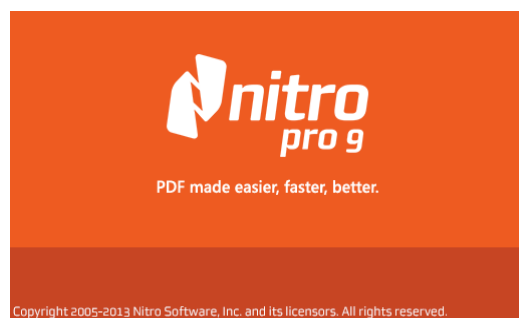 nitro
pro 9
PDF made easier, faster, better.
Copyright 2005-2013 Nitro Software, Inc. and its licensors. All rights reserved.